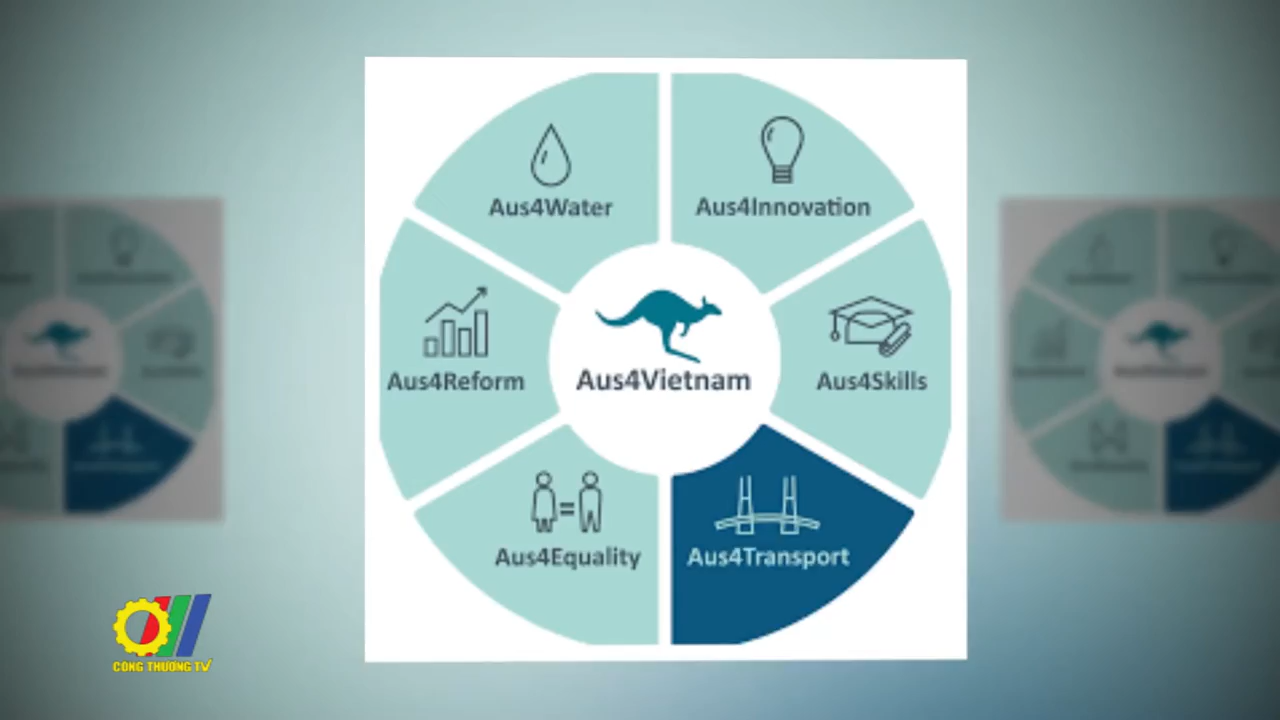 Aus4Water
Aus4Innovation
Aus4Reform
Aus4Vietnam
Aus4Skills
Aus4Equality
Aus4Transport
CÔNG THƯƠNG TV